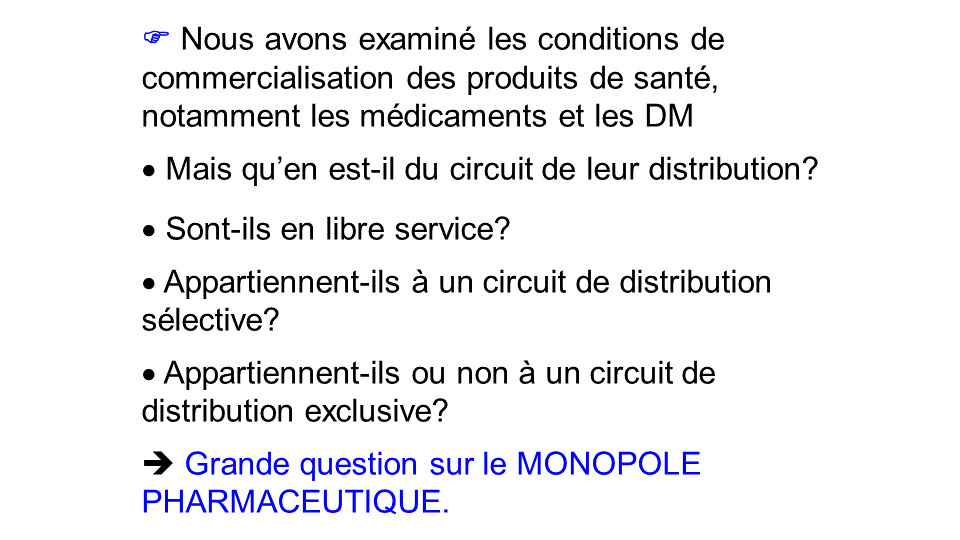 ☞ Nous avons examiné les conditions de
commercialisation des produits de santé,
notamment les médicaments et les DM
• Mais qu’en est-il du circuit de leur distribution?
• Sont-ils en libre service?
• Appartiennent-ils à un circuit de distribution
sélective?
• Appartiennent-ils ou non à un circuit de
distribution exclusive?
➔ Grande question sur le MONOPOLE
PHARMACEUTIQUE.